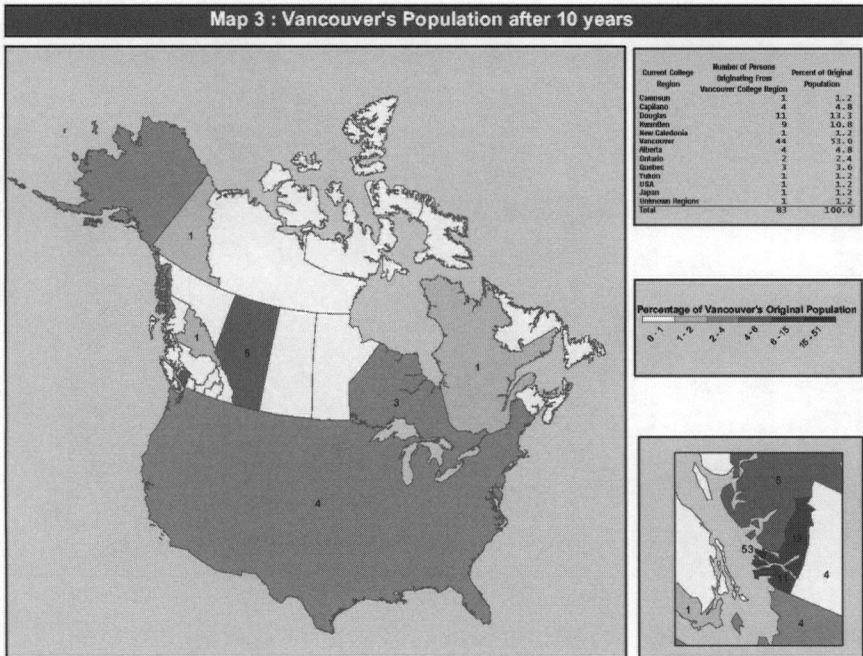 Map 3 : Vancouver's Population after 10 years
Current College Region Number of Persons Originating From Vancouver College Region Percent of Original Population
Camosun 1 1.2
Capilano 4 4.8
Douglas 11 13.3
Kwantlen 9 10.8
New Caledonia 1 1.2
Vancouver 44 53.0
Alberta 4 4.8
Ontario 2 2.4
Quebec 3 3.6
Yukon 1 1.2
USA 1 1.2
Japan 1 1.2
Unknown Regions 1 1.2
Total 83 100.0
1
1
5
3
1
4
Percentage of Vancouver's Original Population
0 - 1 1 - 2 2 - 4 4 - 6 6 - 15 15 - 51
5
13
53
11
4
1
4